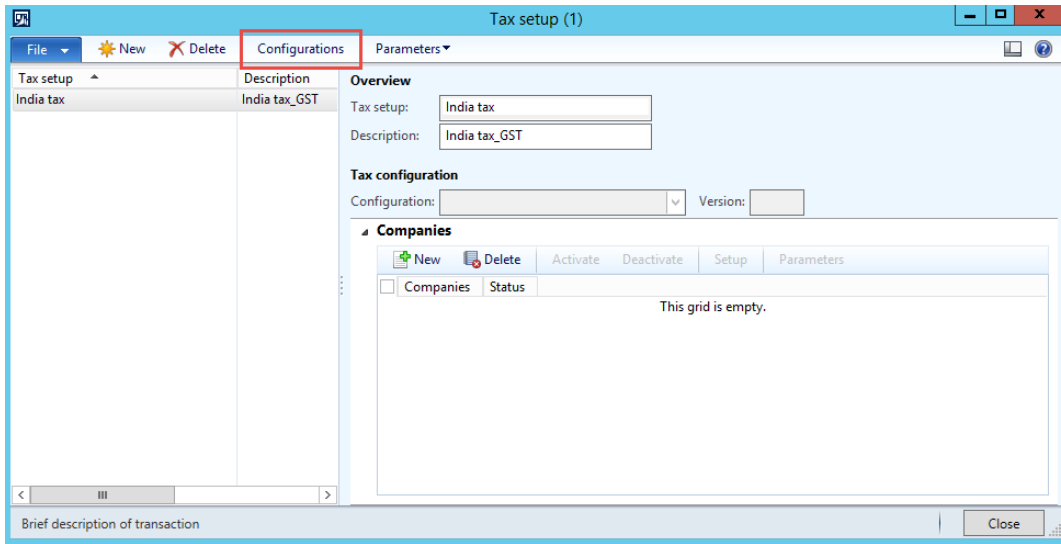 Tax setup (1)
File New Delete Configurations Parameters
Tax setup Description
India tax India tax_GST
Overview
Tax setup: India tax
Description: India tax_GST
Tax configuration
Configuration: Version:
Companies
New Delete Activate Deactivate Setup Parameters
Companies Status
This grid is empty.
Brief description of transaction Close